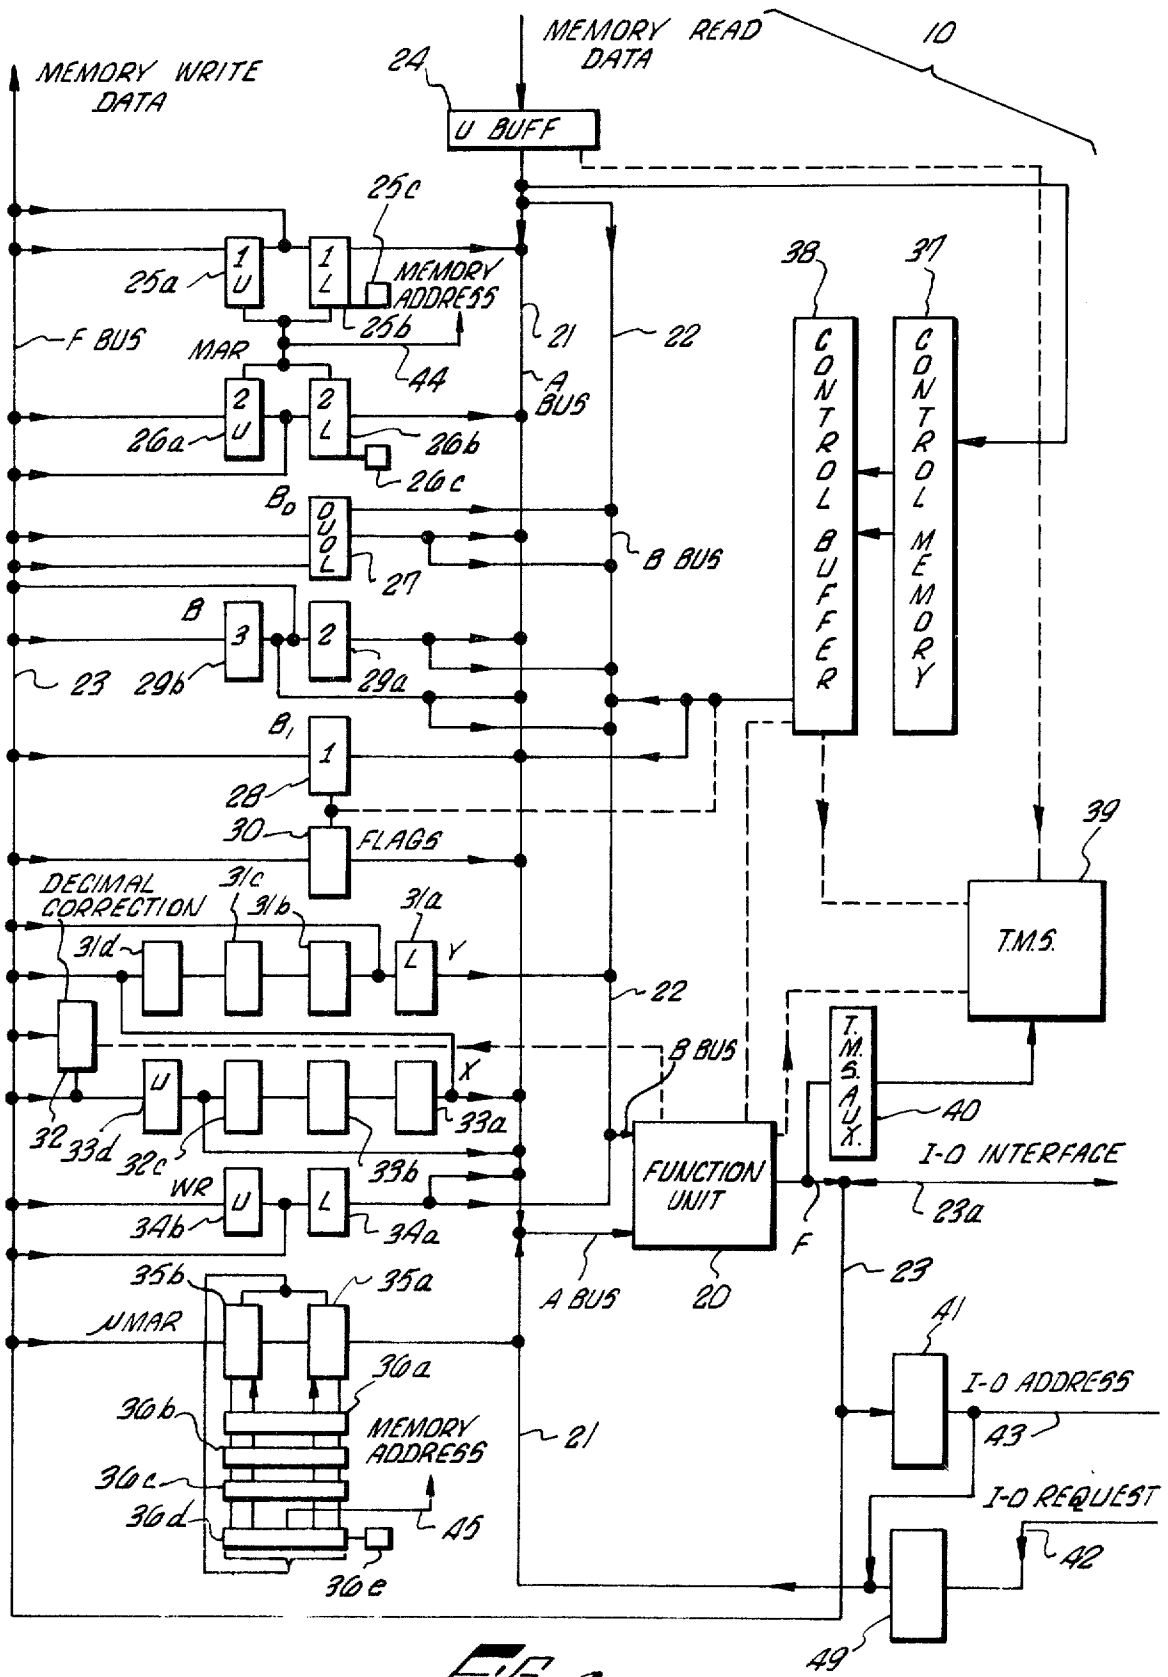 MEMORY WRITE
DATA
MEMORY READ
DATA
10
24
U BUFF
25c
1
U
1
L
25a
25b
MEMORY
ADDRESS
F BUS
MAR
44
21
22
A
BUS
2
U
2
L
26a
26b
26c
38
37
CONTROL BUFFER
CONTROL MEMORY
B0
0
U
0
L
27
B BUS
B
3
2
23
29b
29a
B1
1
28
30
FLAGS
39
T.M.S.
DECIMAL
CORRECTION
31d
31c
31b
31a
L
Y
22
B BUS
T.M.S. AUX.
40
U
X
32
33d
32c
33b
33a
FUNCTION
UNIT
I-O INTERFACE
23a
F
WR
U
L
34b
34a
A BUS
20
23
35b
35a
μMAR
41
36a
36b
36c
36d
36e
MEMORY
ADDRESS
45
21
I-O ADDRESS
43
I-O REQUEST
42
49